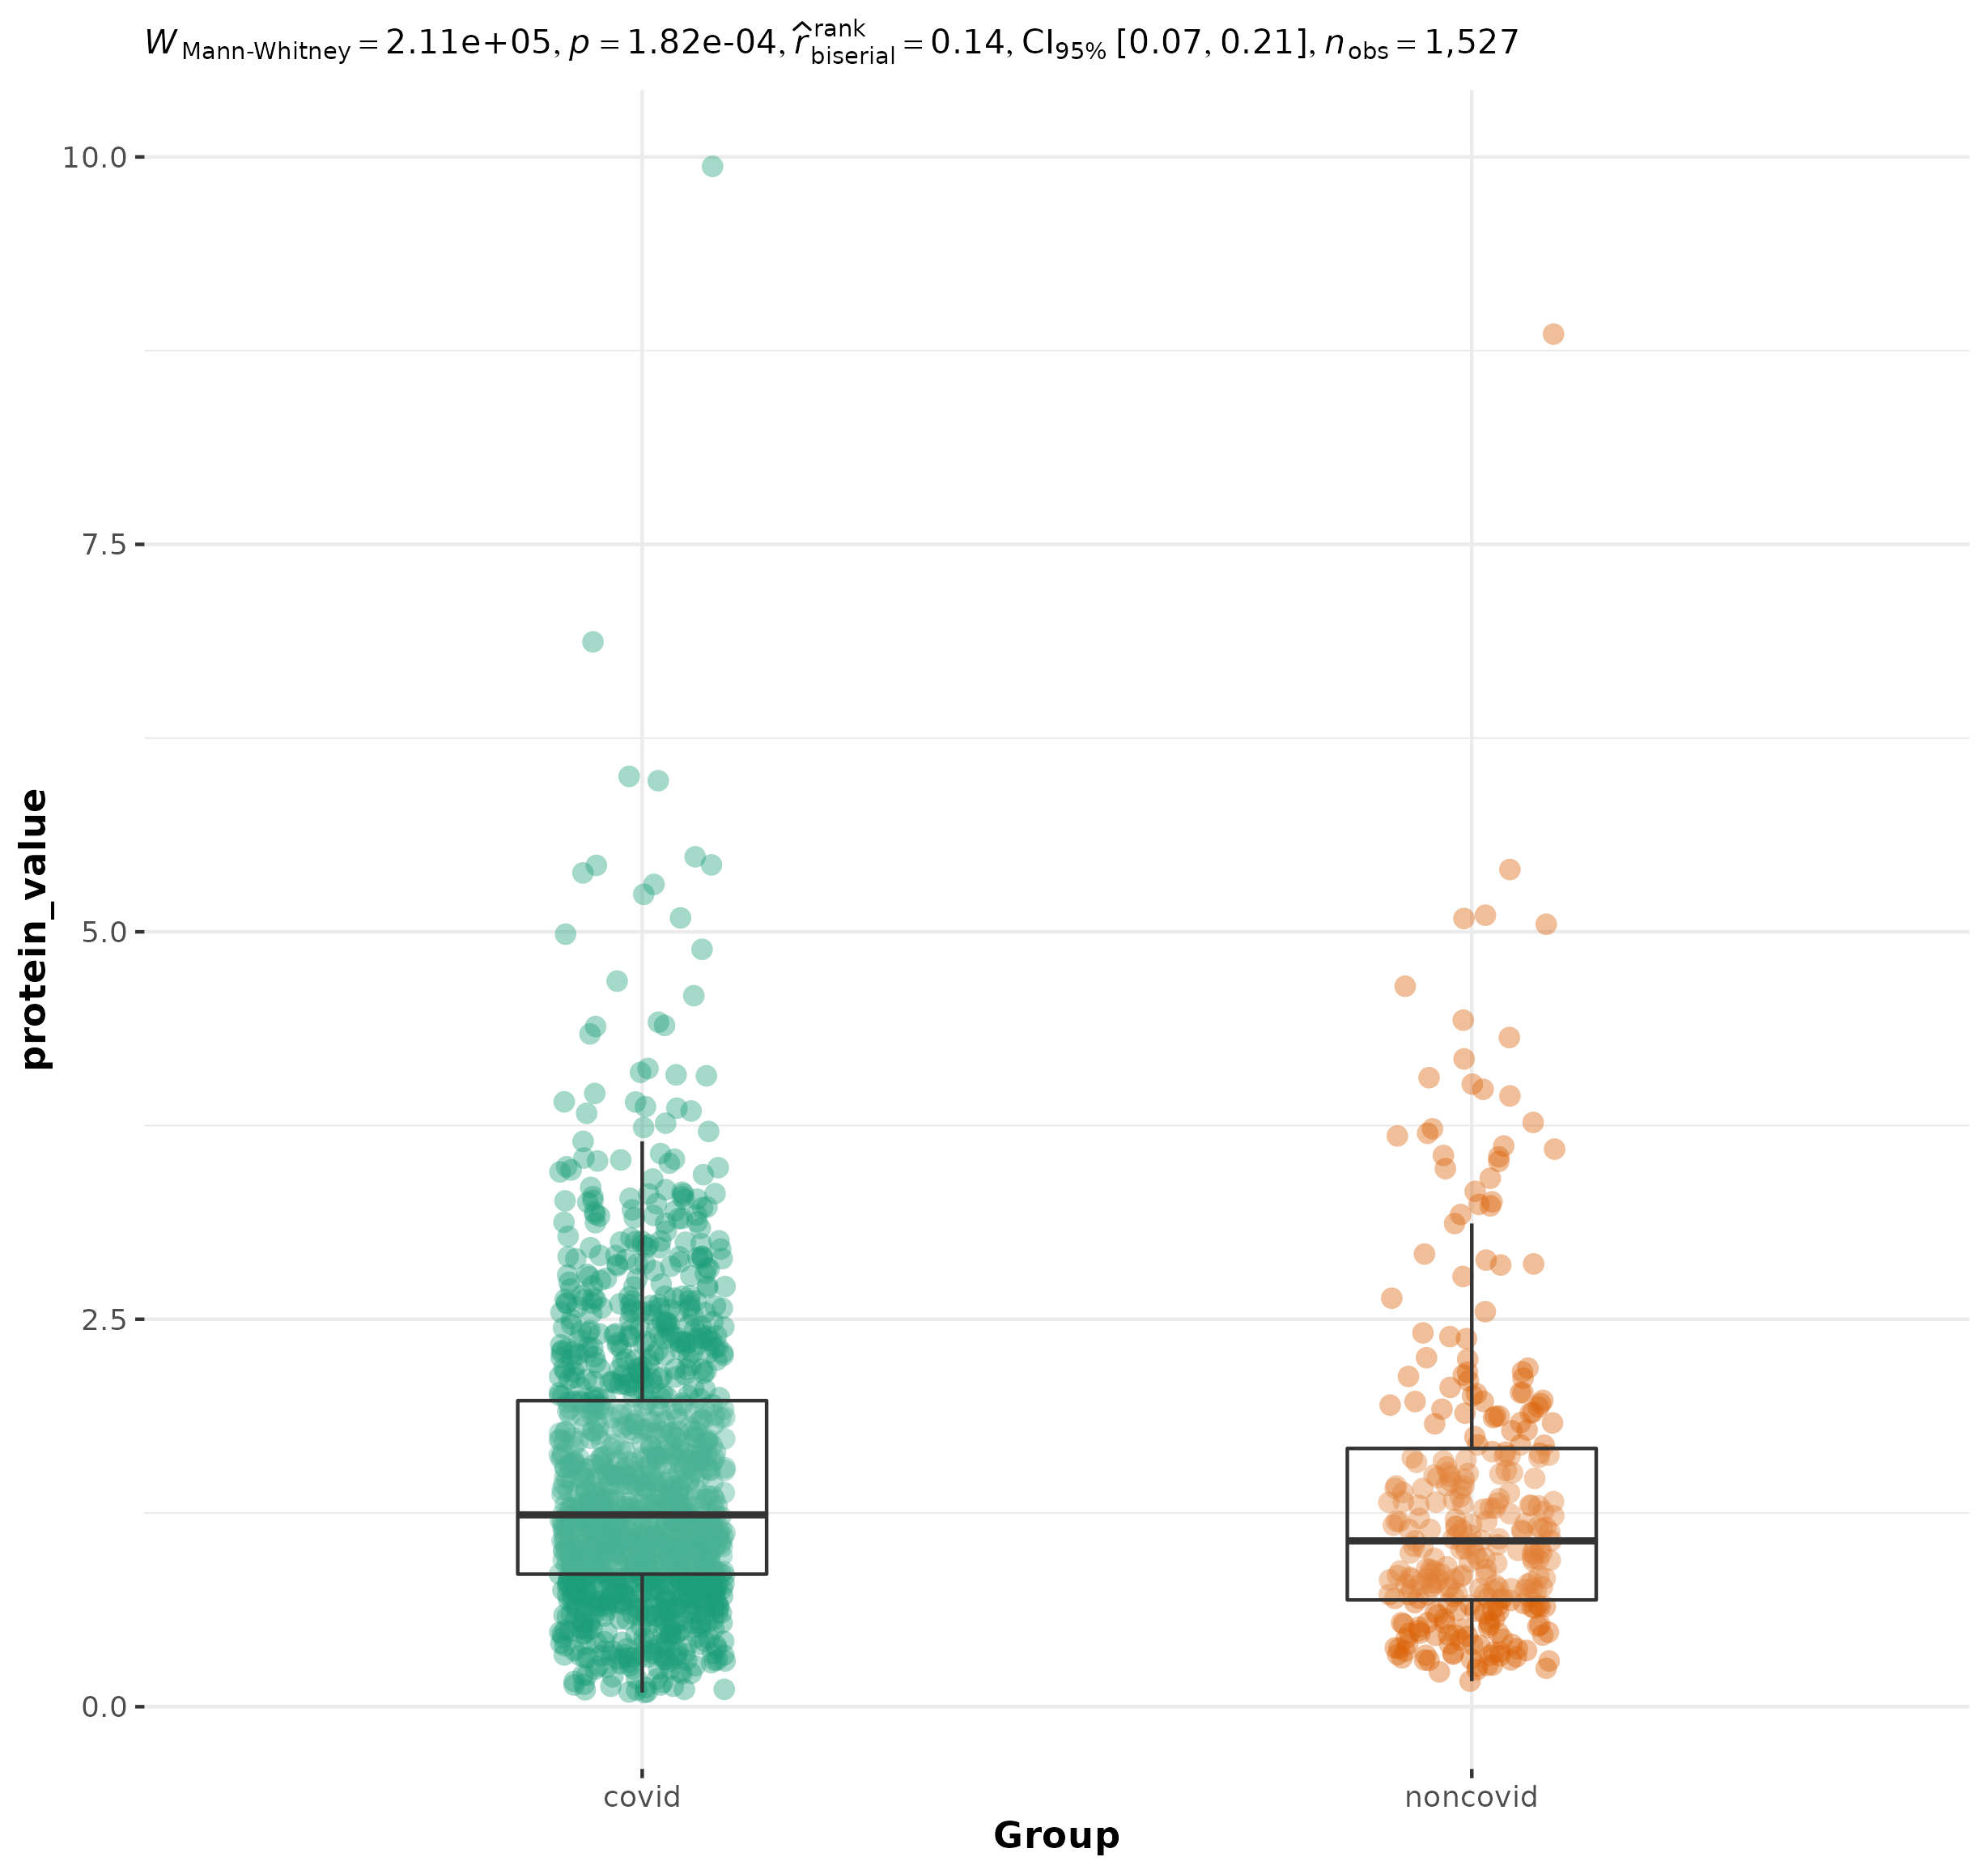 W Mann-Whitney = 2.11e+05, p = 1.82e-04, r̂ rank biserial = 0.14, CI95% [0.07, 0.21], nobs = 1,527
10.0
7.5
5.0
2.5
0.0
protein_value
covid
noncovid
Group